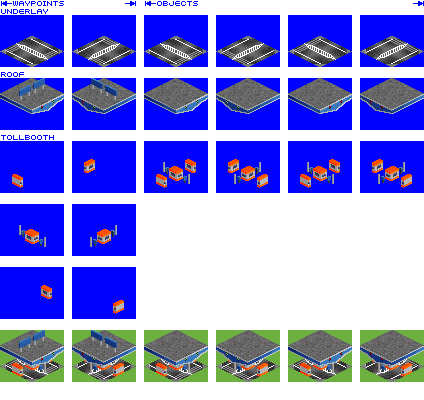 WAYPOINTS
OBJECTS
UNDERLAY
ROOF
TOLLBOOTH